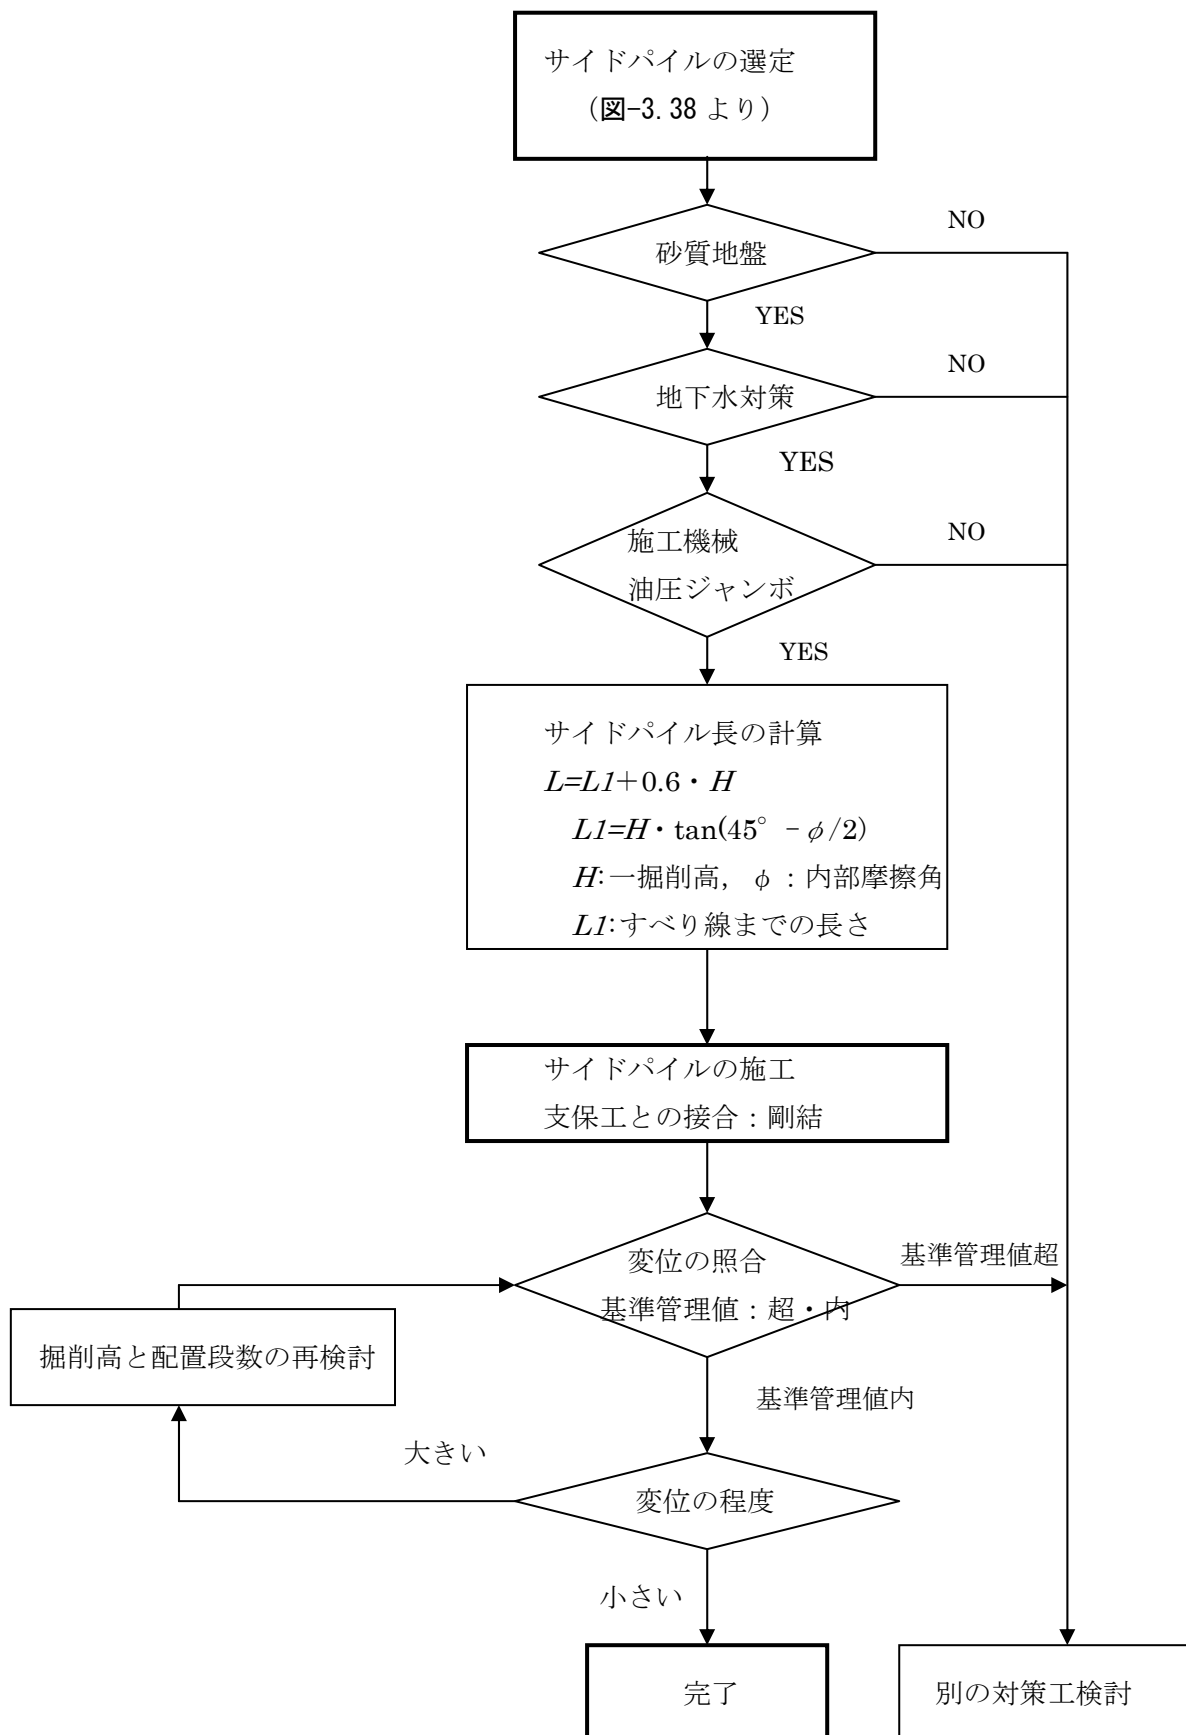 サイドパイルの選定
（図-3.38 より）
NO
砂質地盤
YES
NO
地下水対策
YES
NO
施工機械
油圧ジャンボ
YES
サイドパイル長の計算
L=L1＋0.6・H
L1=H・tan(45°－φ/2)
H:一掘削高，φ：内部摩擦角
L1:すべり線までの長さ
サイドパイルの施工
支保工との接合：剛結
変位の照合
基準管理値：超・内
基準管理値超
掘削高と配置段数の再検討
基準管理値内
大きい
変位の程度
小さい
完了
別の対策工検討